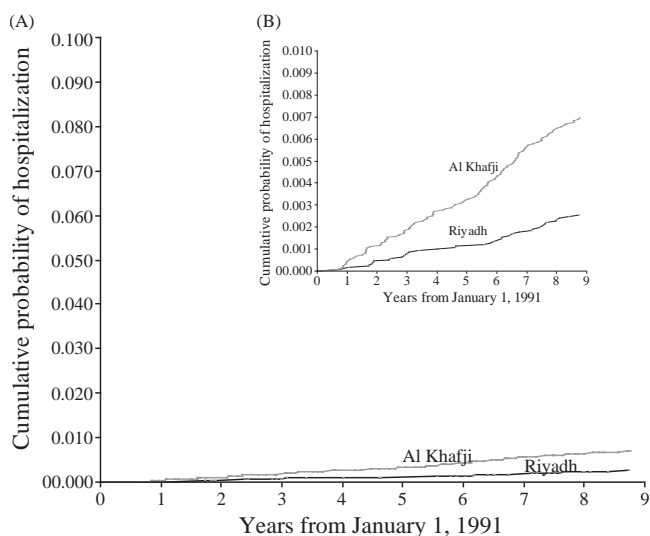 (A)
Cumulative probability of hospitalization
0.100
0.090
0.080
0.070
0.060
0.050
0.040
0.030
0.020
0.010
00.000
0 1 2 3 4 5 6 7 8 9
Years from January 1, 1991
Al Khafji
Riyadh
(B)
Cumulative probability of hospitalization
0.010
0.009
0.008
0.007
0.006
0.005
0.004
0.003
0.002
0.001
00.000
0 1 2 3 4 5 6 7 8 9
Years from January 1, 1991
Al Khafji
Riyadh